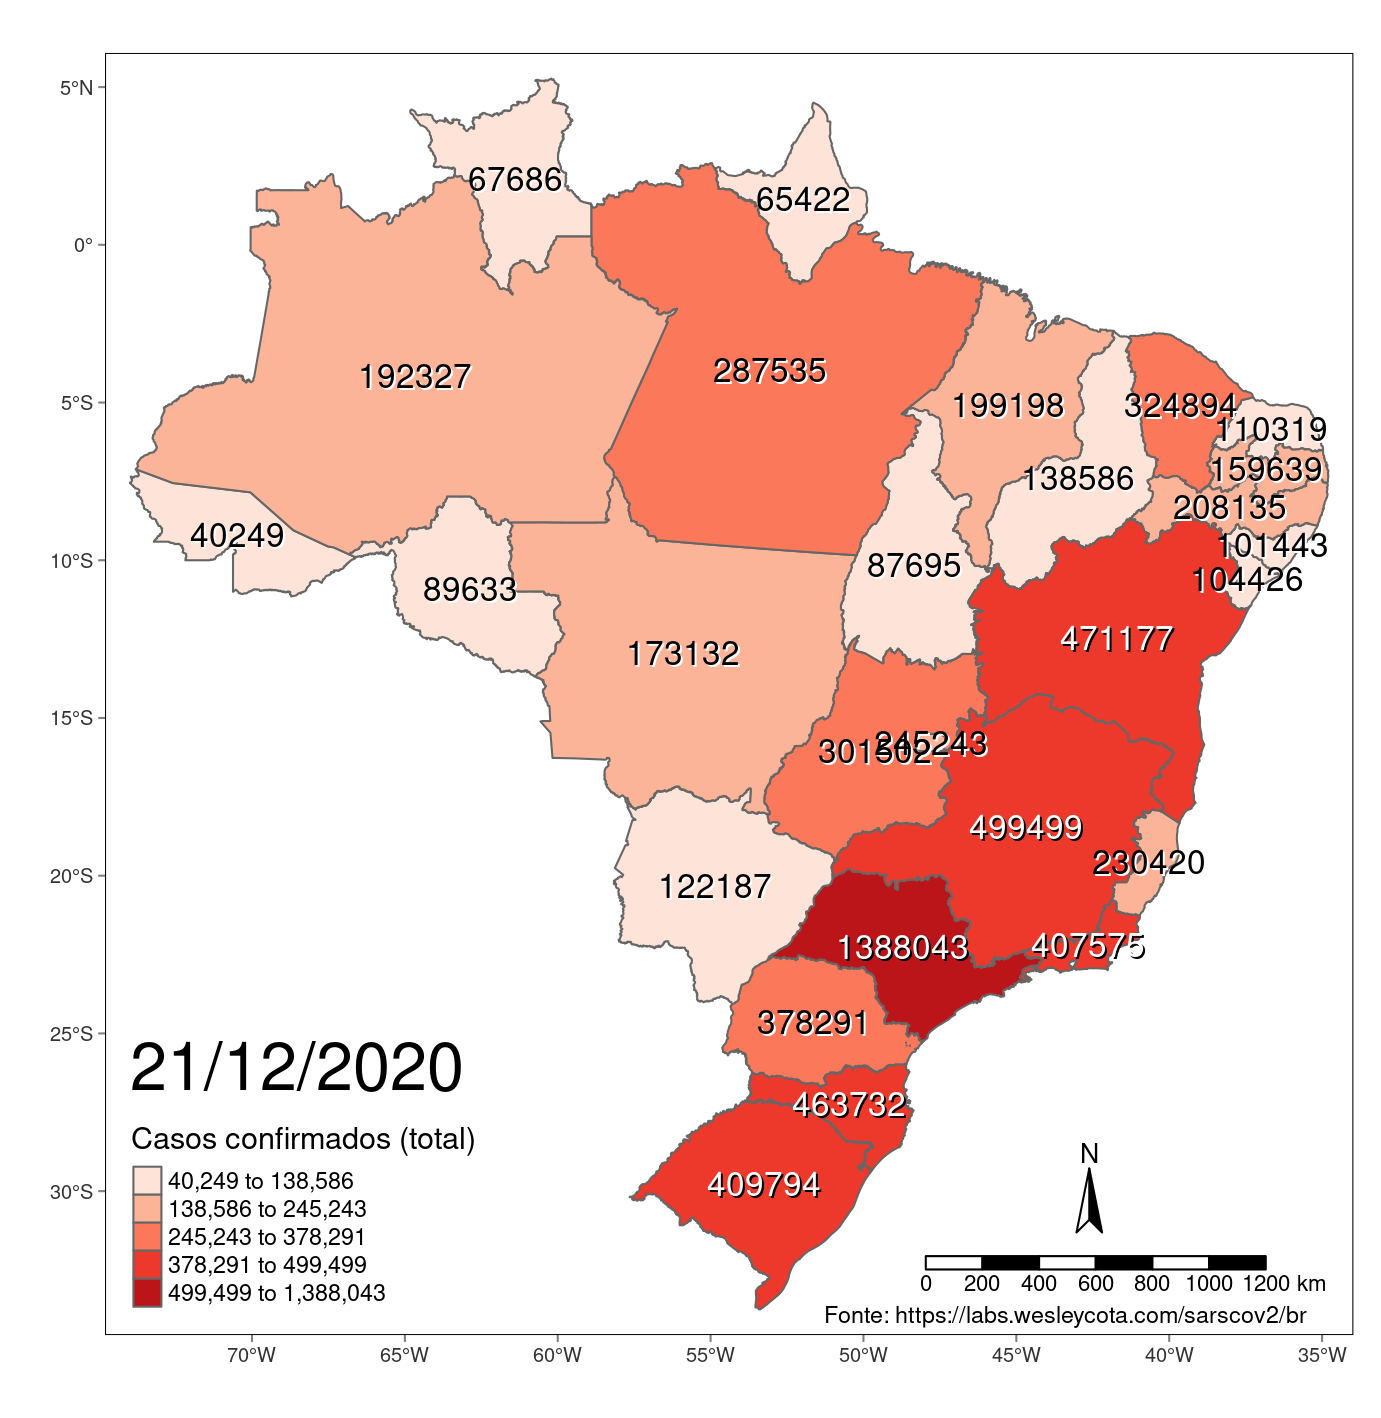 5°N
0°
5°S
10°S
15°S
20°S
25°S
30°S
67686
65422
192327
287535
199198
324894
110319
159639
138586
208135
40249
101443
89633
87695
104426
471177
173132
245243
301502
499499
230420
122187
1388043
407575
378291
463732
409794
21/12/2020
Casos confirmados (total)
40,249 to 138,586
138,586 to 245,243
245,243 to 378,291
378,291 to 499,499
499,499 to 1,388,043
N
0 200 400 600 800 1000 1200 km
Fonte: https://labs.wesleycota.com/sarscov2/br
70°W 65°W 60°W 55°W 50°W 45°W 40°W 35°W